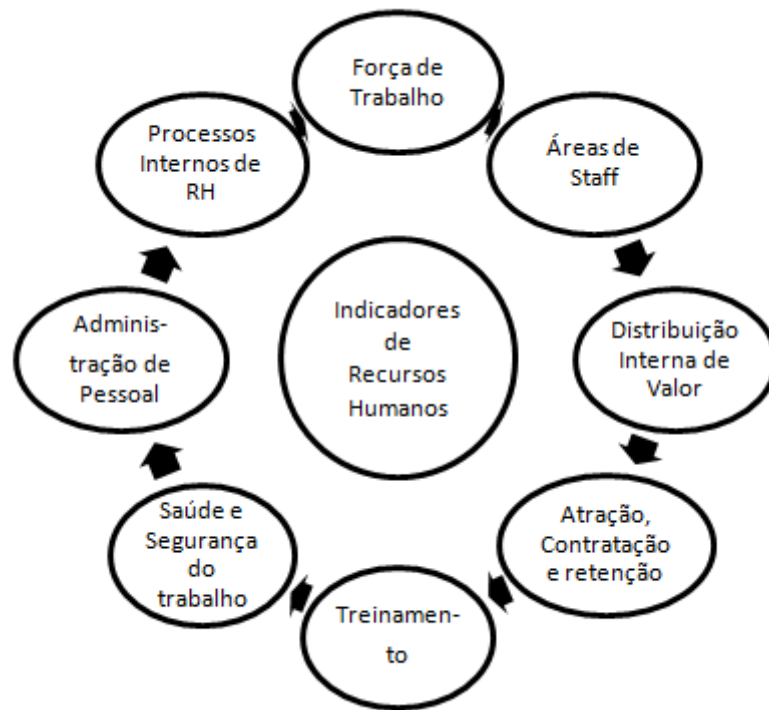 Força de
Trabalho
Processos
Internos de
RH
Áreas de
Staff
Indicadores
de
Recursos
Humanos
Adminis-
tração de
Pessoal
Distribuição
Interna de
Valor
Saúde e
Segurança
do
trabalho
Atração,
Contratação
e retenção
Treinamen-
to